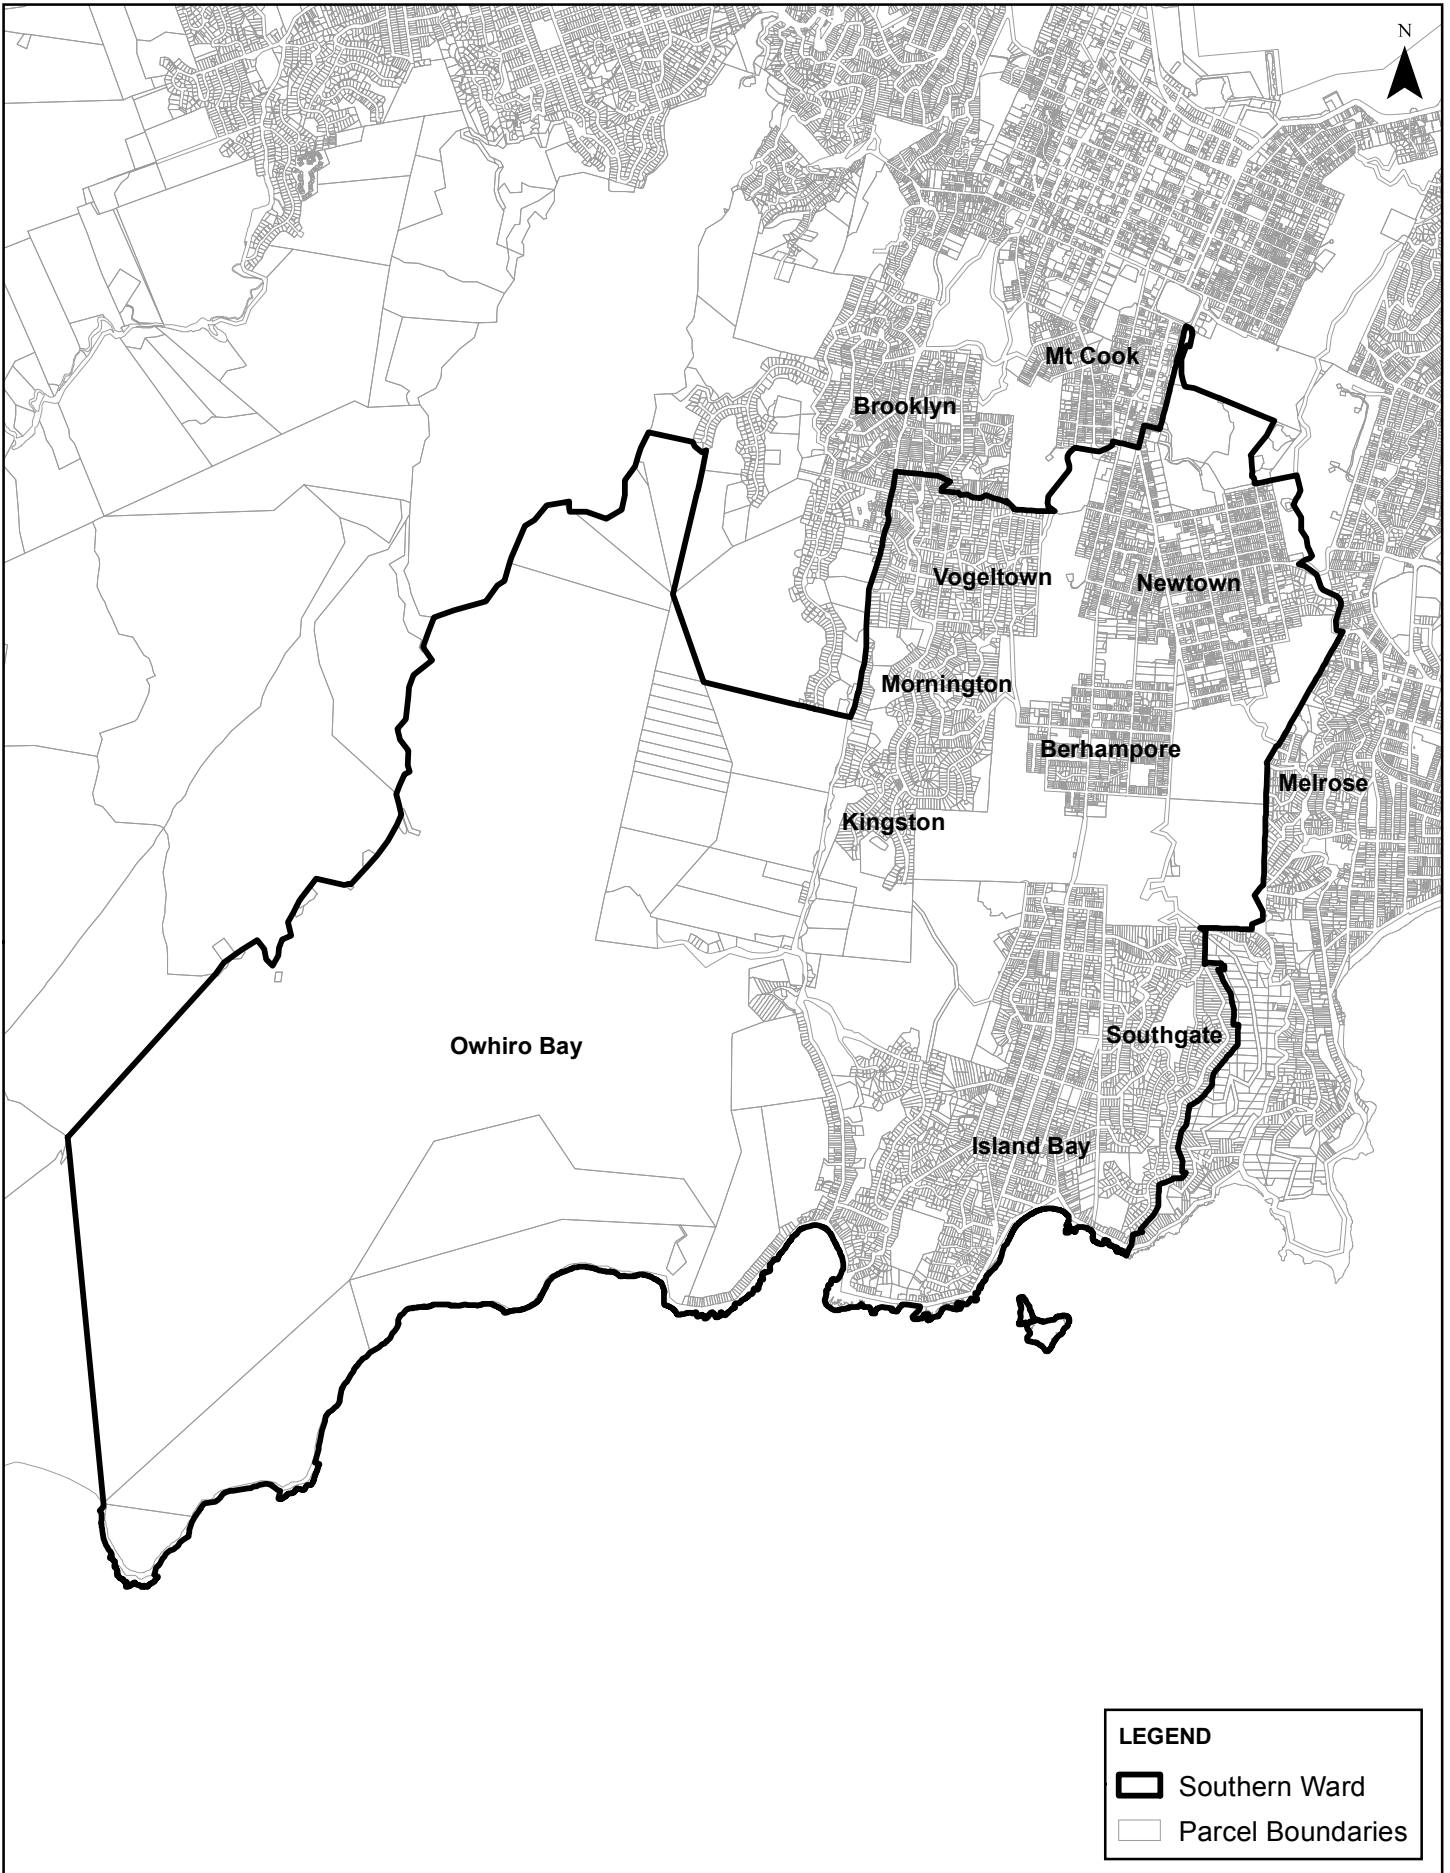 N
Mt Cook
Brooklyn
Vogeltown
Newtown
Mornington
Berhampore
Melrose
Kingston
Southgate
Owhiro Bay
Island Bay
LEGEND
Southern Ward
Parcel Boundaries